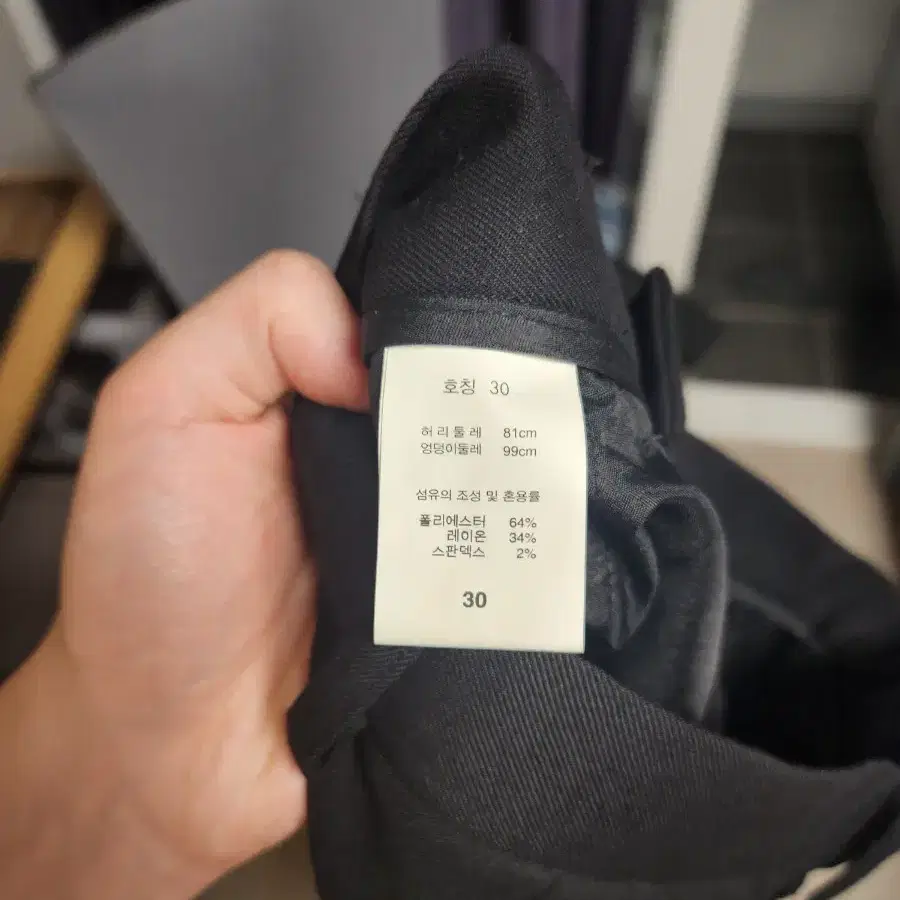 호칭 30
허리둘레 81cm
엉덩이둘레 99cm
섬유의 조성 및 혼용률
폴리에스터 64%
레이온 34%
스판덱스 2%
30